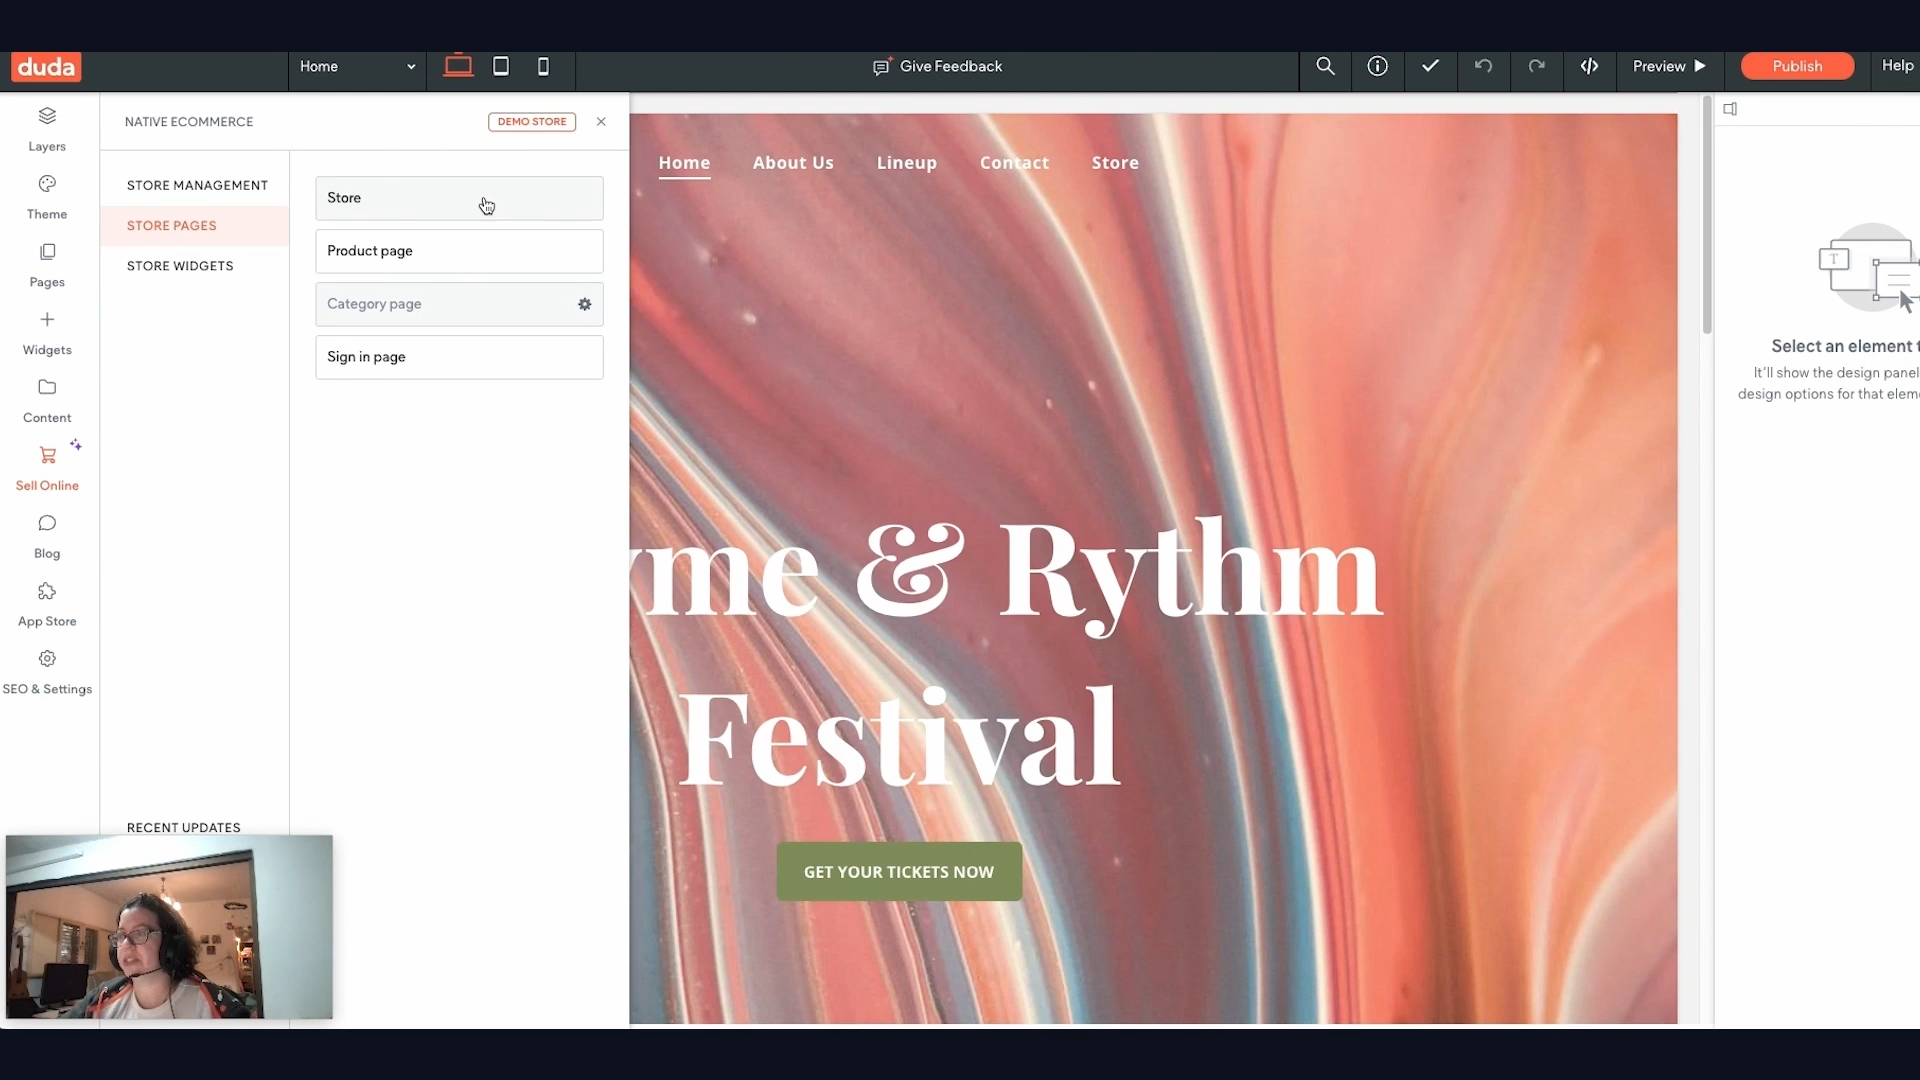 duda
Home
Give Feedback
Preview
Publish
Help
Layers
Theme
Pages
Widgets
Content
Sell Online
Blog
App Store
SEO & Settings
NATIVE ECOMMERCE
DEMO STORE
STORE MANAGEMENT
STORE PAGES
STORE WIDGETS
RECENT UPDATES
Store
Product page
Category page
Sign in page
Home About Us Lineup Contact Store
yme & Rythm
Festival
GET YOUR TICKETS NOW
T
Select an element t
It'll show the design panel
design options for that elem